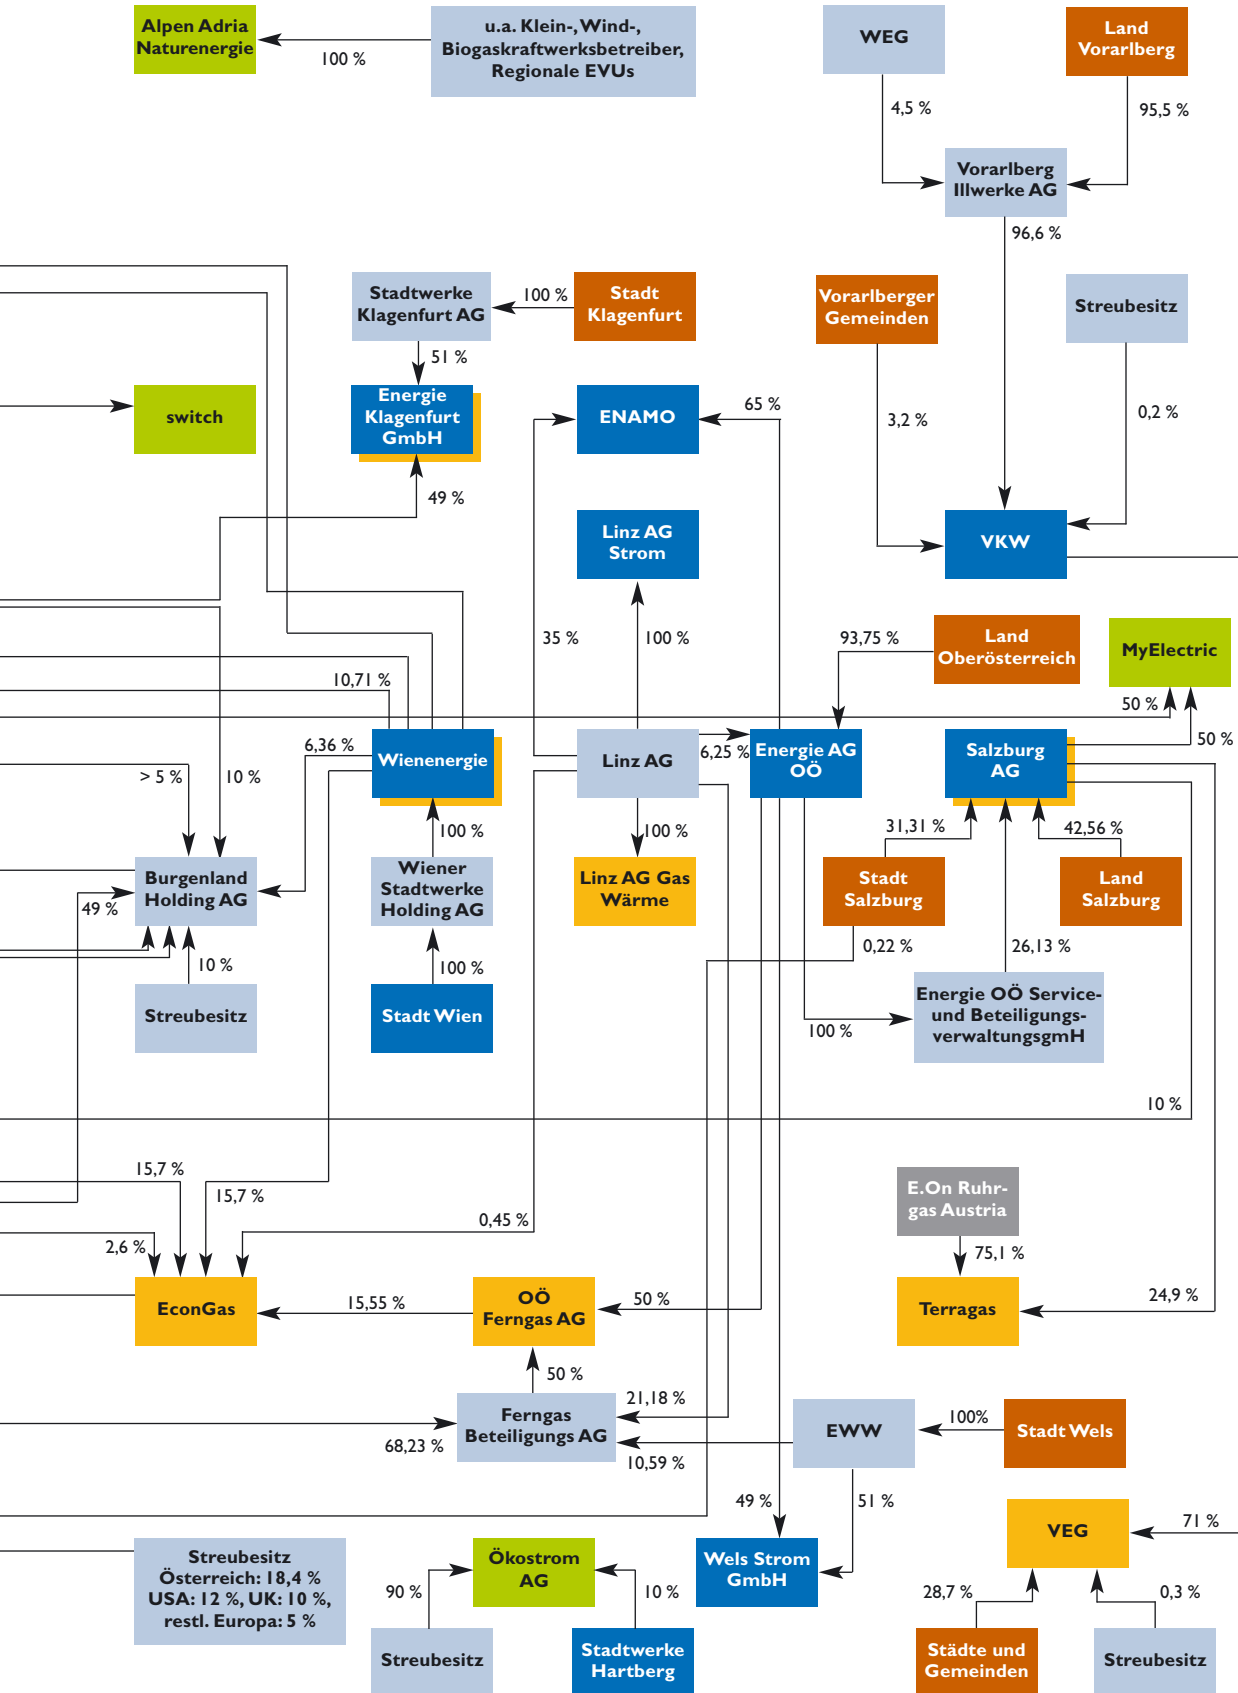 Alpen Adria
Naturenergie
100 %
u.a. Klein-, Wind-,
Biogaskraftwerksbetreiber,
Regionale EVUs
WEG
Land
Vorarlberg
4,5 %
95,5 %
Vorarlberg
Illwerke AG
96,6 %
Stadtwerke
Klagenfurt AG
100 %
Stadt
Klagenfurt
Vorarlberger
Gemeinden
Streubesitz
51 %
switch
Energie
Klagenfurt
GmbH
ENAMO
65 %
3,2 %
0,2 %
49 %
Linz AG
Strom
VKW
35 %
100 %
93,75 %
Land
Oberösterreich
MyElectric
10,71 %
50 %
6,36 %
Wienenergie
Linz AG
6,25 %
Energie AG
OÖ
Salzburg
AG
50 %
> 5 %
10 %
100 %
100 %
31,31 %
42,56 %
Burgenland
Holding AG
49 %
Wiener
Stadtwerke
Holding AG
Linz AG Gas
Wärme
Stadt
Salzburg
Land
Salzburg
10 %
100 %
0,22 %
26,13 %
Streubesitz
Stadt Wien
100 %
Energie OÖ Service-
und Beteiligungs-
verwaltungsgmH
10 %
15,7 %
15,7 %
0,45 %
2,6 %
E.On Ruhr-
gas Austria
75,1 %
EconGas
15,55 %
OÖ
Ferngas AG
50 %
Terragas
24,9 %
50 %
21,18 %
68,23 %
Ferngas
Beteiligungs AG
10,59 %
EWW
100%
Stadt Wels
49 %
51 %
VEG
71 %
Streubesitz
Österreich: 18,4 %
USA: 12 %, UK: 10 %,
restl. Europa: 5 %
Ökostrom
AG
90 %
10 %
Wels Strom
GmbH
28,7 %
0,3 %
Streubesitz
Stadtwerke
Hartberg
Städte und
Gemeinden
Streubesitz